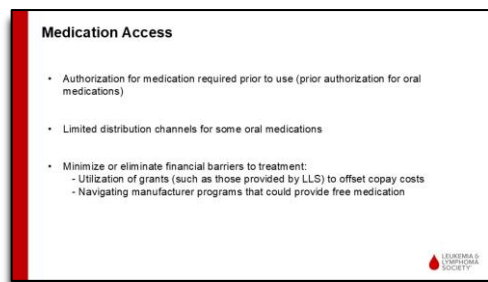 Medication Access
• Authorization for medication required prior to use (prior authorization for oral
medications)
• Limited distribution channels for some oral medications
• Minimize or eliminate financial barriers to treatment:
- Utilization of grants (such as those provided by LLS) to offset copay costs
- Navigating manufacturer programs that could provide free medication
LEUKEMIA &
LYMPHOMA
SOCIETY